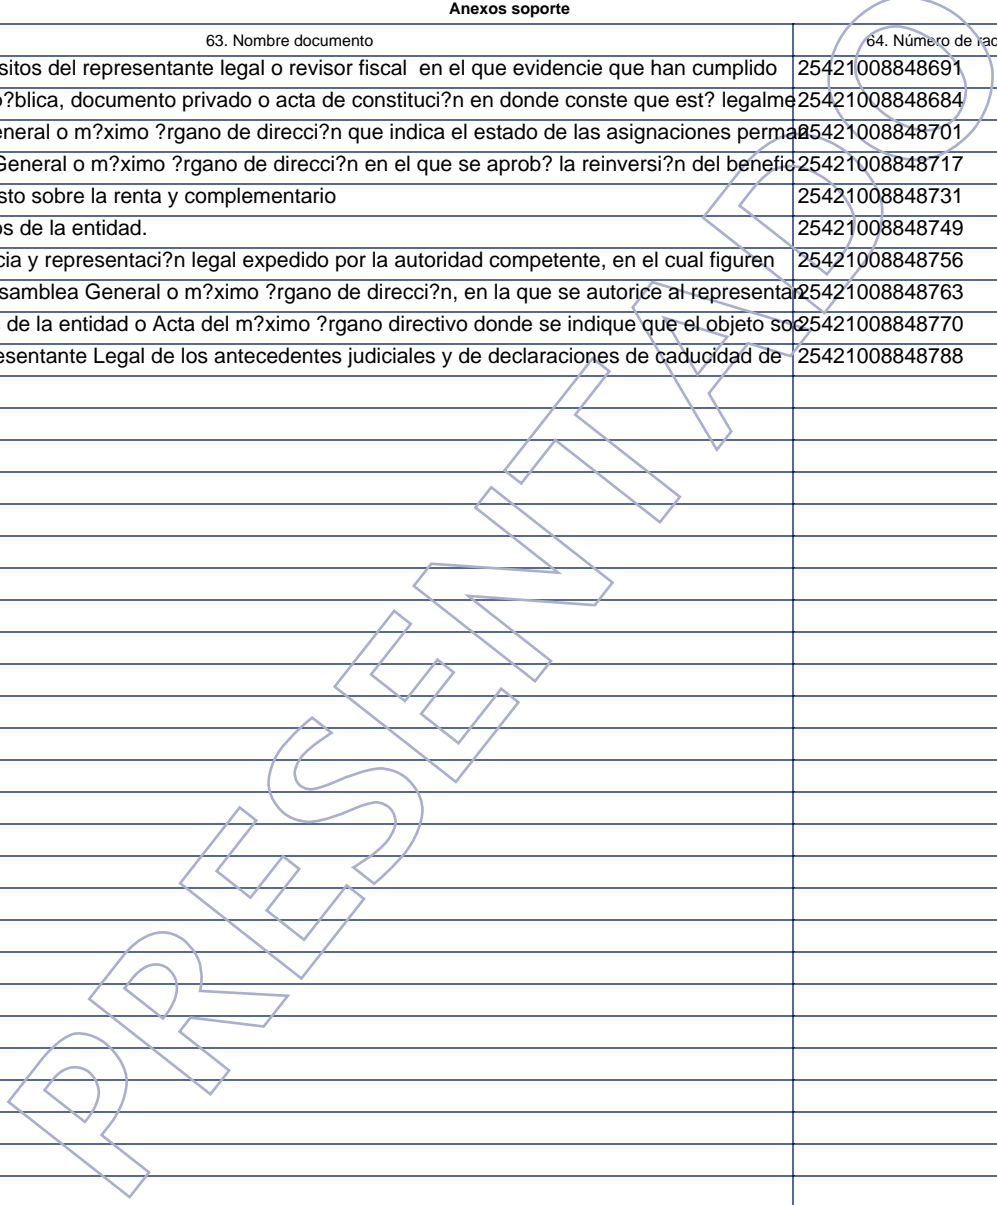 Anexos soporte
63. Nombre documento 64. Número de rad
sitos del representante legal o revisor fiscal en el que evidencie que han cumplido 25421008848691
?blica, documento privado o acta de constituci?n en donde conste que est? legalme 25421008848684
eneral o m?ximo ?rgano de direcci?n que indica el estado de las asignaciones perman 25421008848701
General o m?ximo ?rgano de direcci?n en el que se aprob? la reinversi?n del benefic 25421008848717
sto sobre la renta y complementario 25421008848731
os de la entidad. 25421008848749
cia y representaci?n legal expedido por la autoridad competente, en el cual figuren 25421008848756
samblea General o m?ximo ?rgano de direcci?n, en la que se autorice al representan 25421008848763
de la entidad o Acta del m?ximo ?rgano directivo donde se indique que el objeto soc 25421008848770
esentante Legal de los antecedentes judiciales y de declaraciones de caducidad de 25421008848788
PRESENTADO